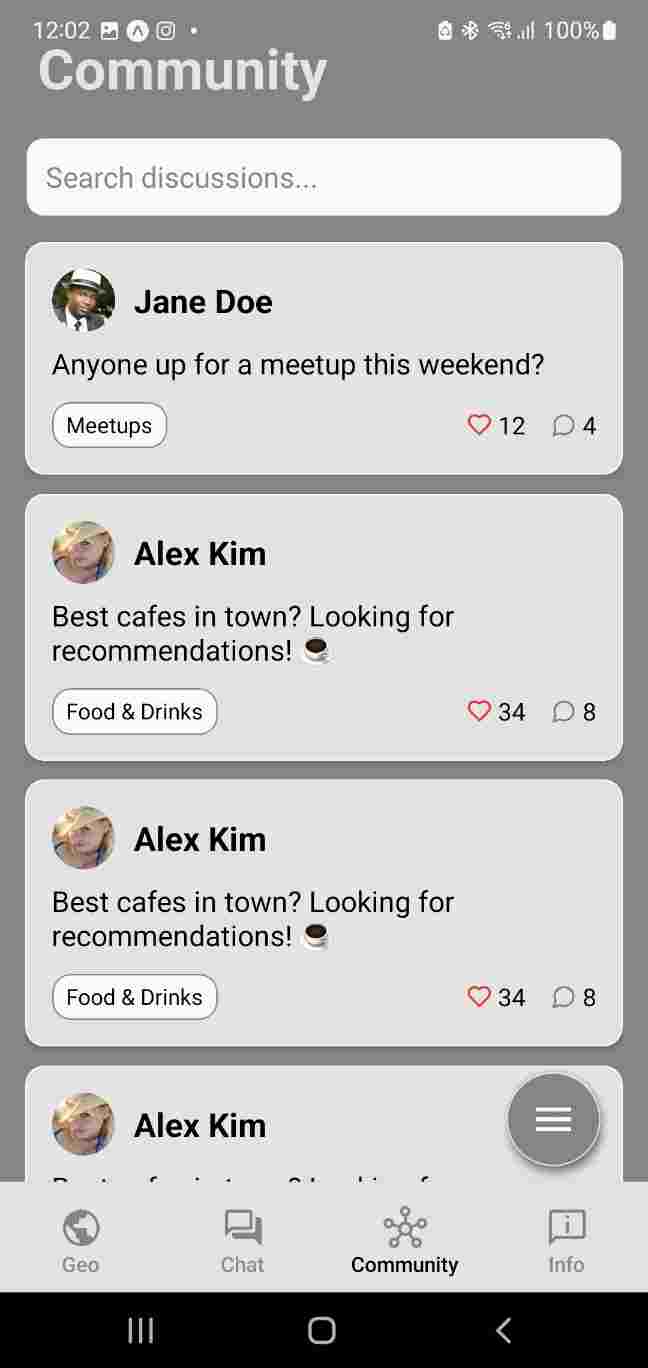 12:02
100%
Community
Search discussions...
Jane Doe
Anyone up for a meetup this weekend?
Meetups
12
4
Alex Kim
Best cafes in town? Looking for
recommendations! ☕
Food & Drinks
34
8
Alex Kim
Best cafes in town? Looking for
recommendations! ☕
Food & Drinks
34
8
Alex Kim
Geo
Chat
Community
Info